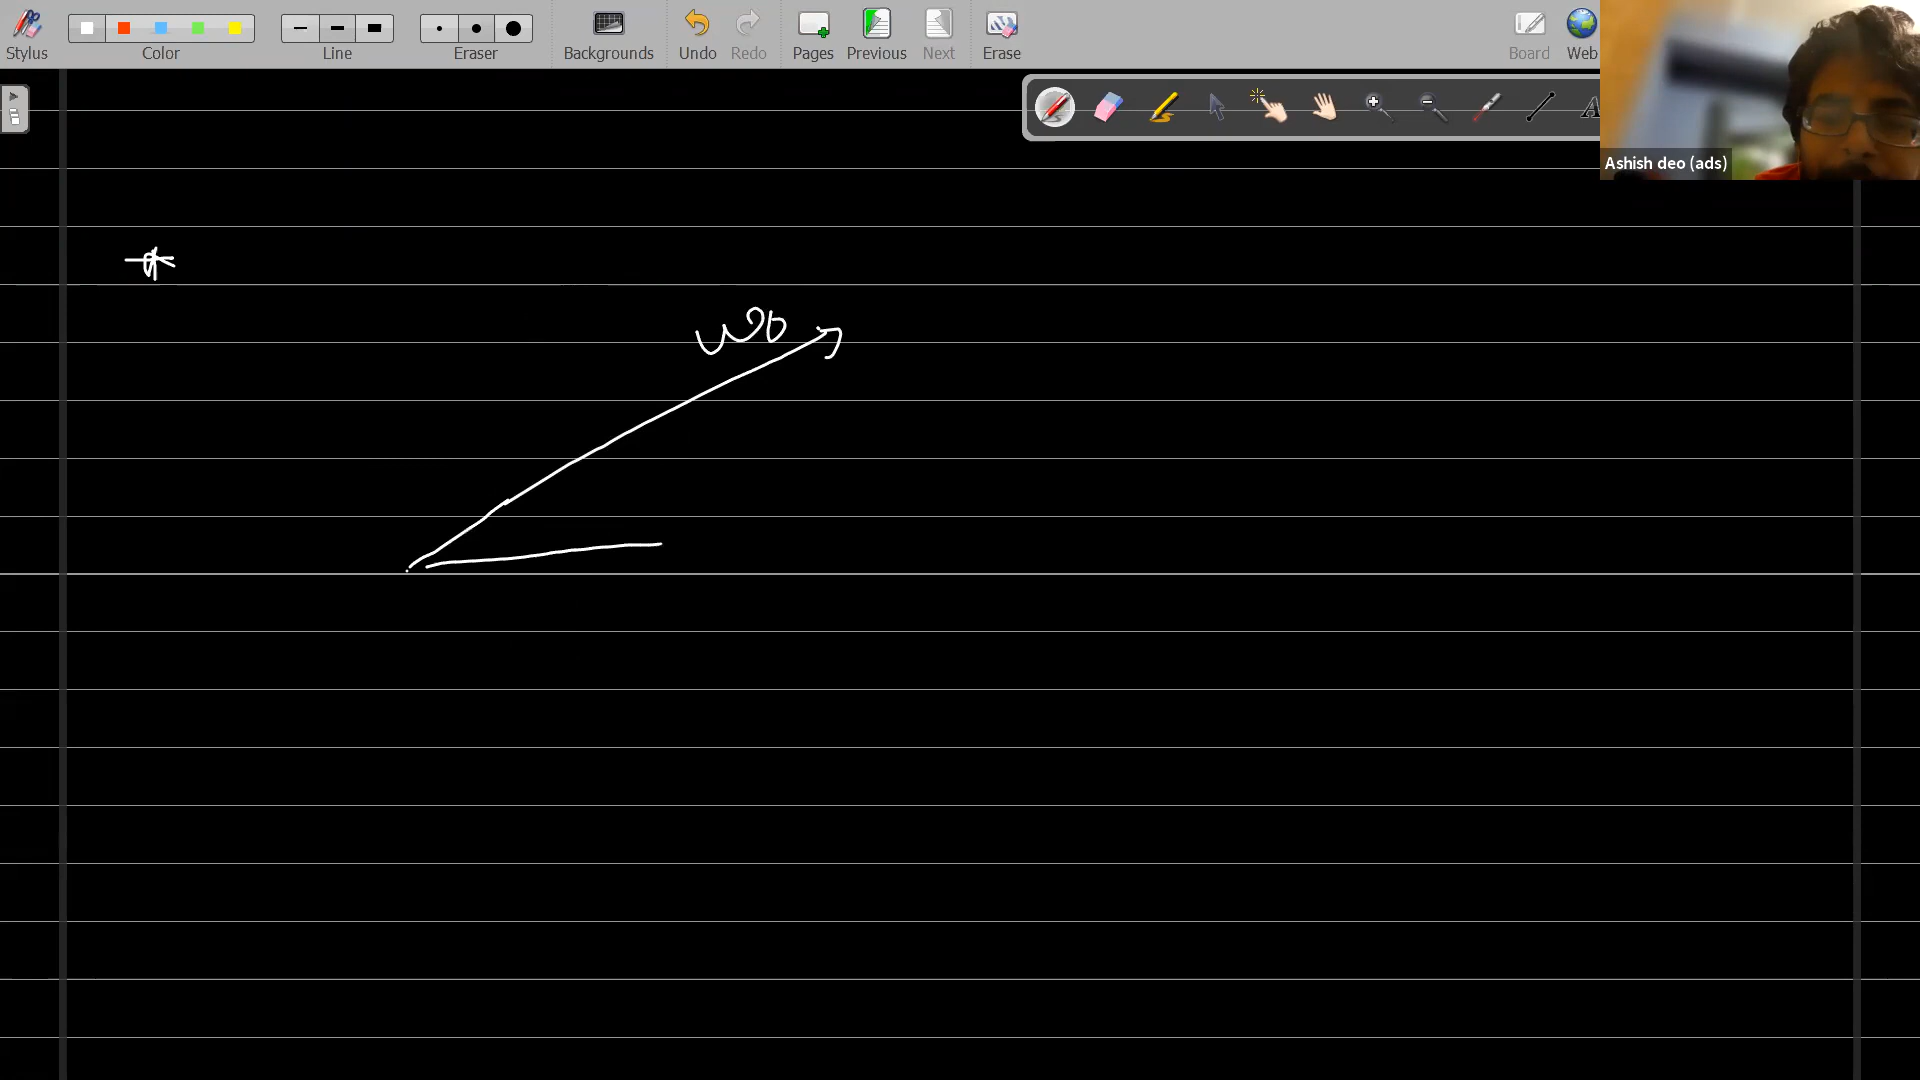 Stylus Color Line Eraser Backgrounds Undo Redo Pages Previous Next Erase Board Web
A
Ashish deo (ads)